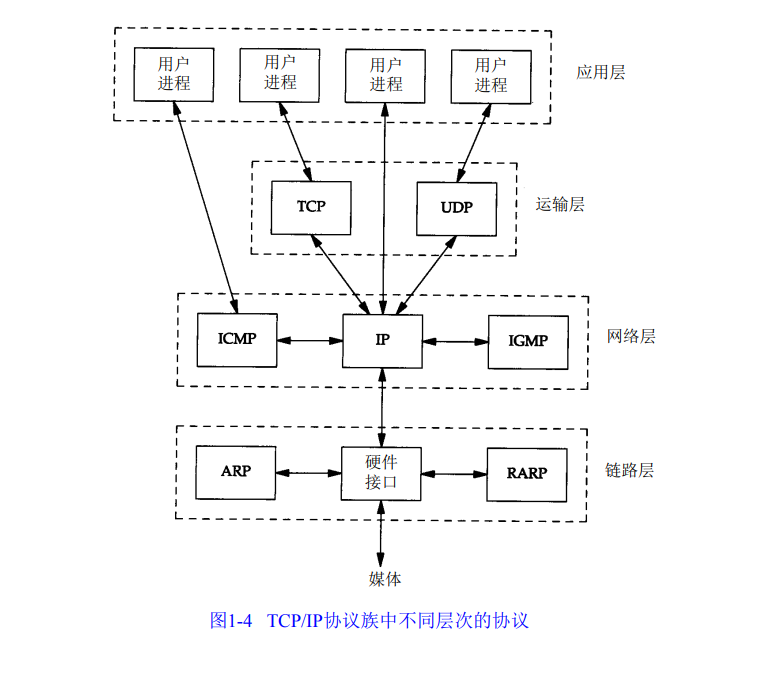 用户
进程
用户
进程
用户
进程
用户
进程
应用层
TCP
UDP
运输层
ICMP
IP
IGMP
网络层
ARP
硬件
接口
RARP
链路层
媒体
图1-4 TCP/IP协议族中不同层次的协议